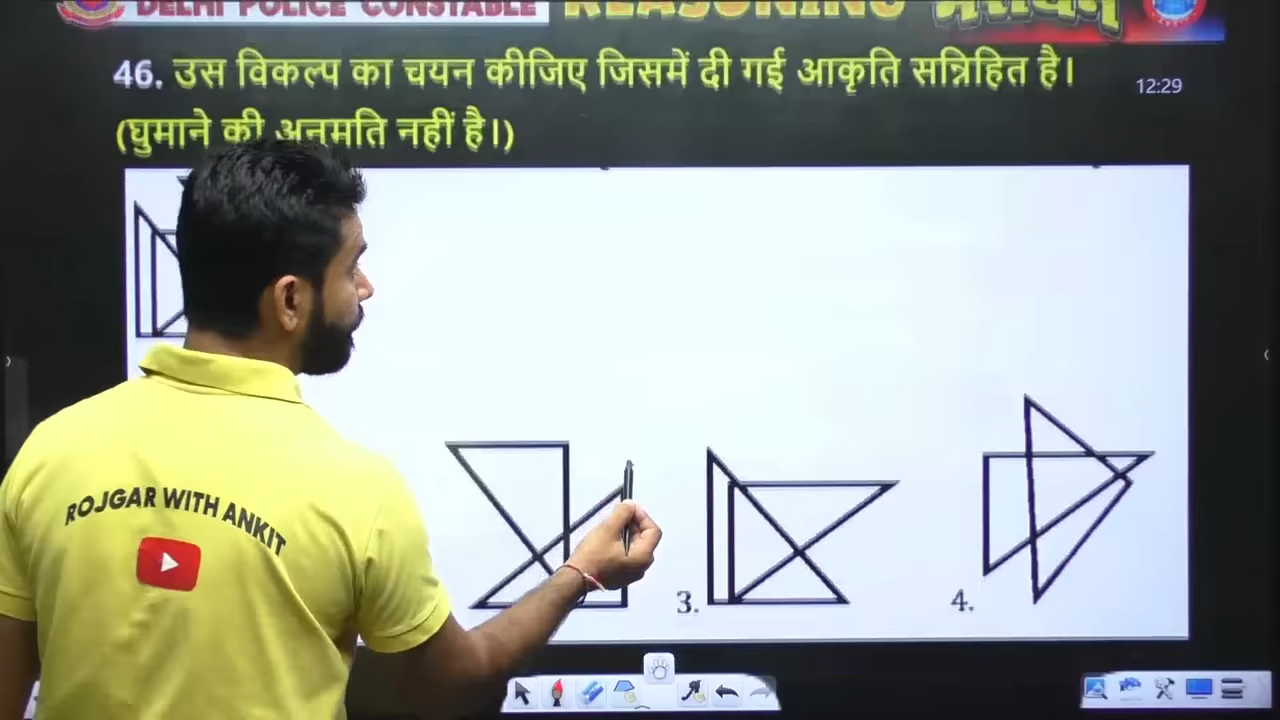 DELHI POLICE CONSTABLE REASONING
46. उस विकल्प का चयन कीजिए जिसमें दी गई आकृति सन्निहित है।
12:29
(घुमाने की अनुमति नहीं है।)
3.
4.
ROJGAR WITH ANKIT